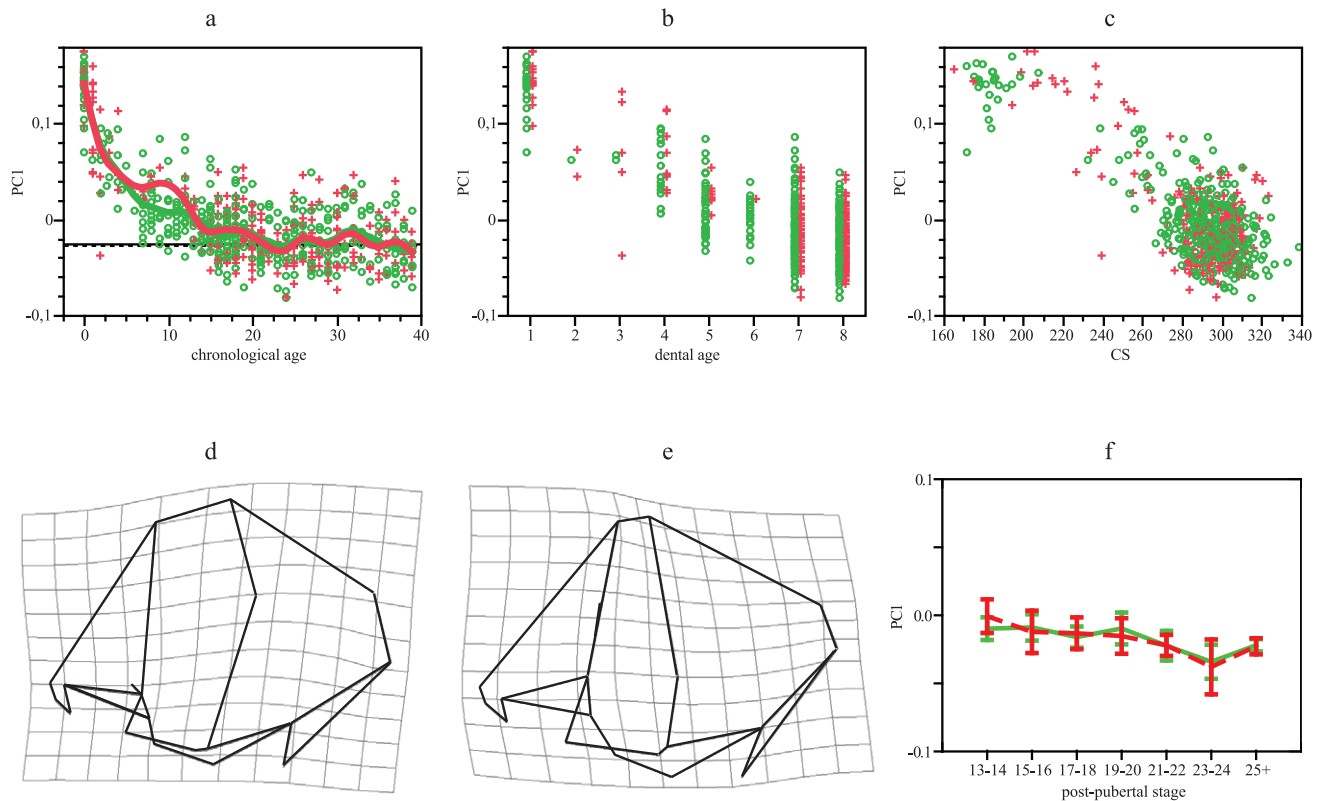 a
b
c
PC1
0,1
0
-0,1
0 10 20 30 40
chronological age
PC1
0,1
0
-0,1
1 2 3 4 5 6 7 8
dental age
PC1
0,1
0
-0,1
160 180 200 220 240 260 280 300 320 340
CS
d
e
f
PC1
0.1
0.0
-0.1
13-14 15-16 17-18 19-20 21-22 23-24 25+
post-pubertal stage